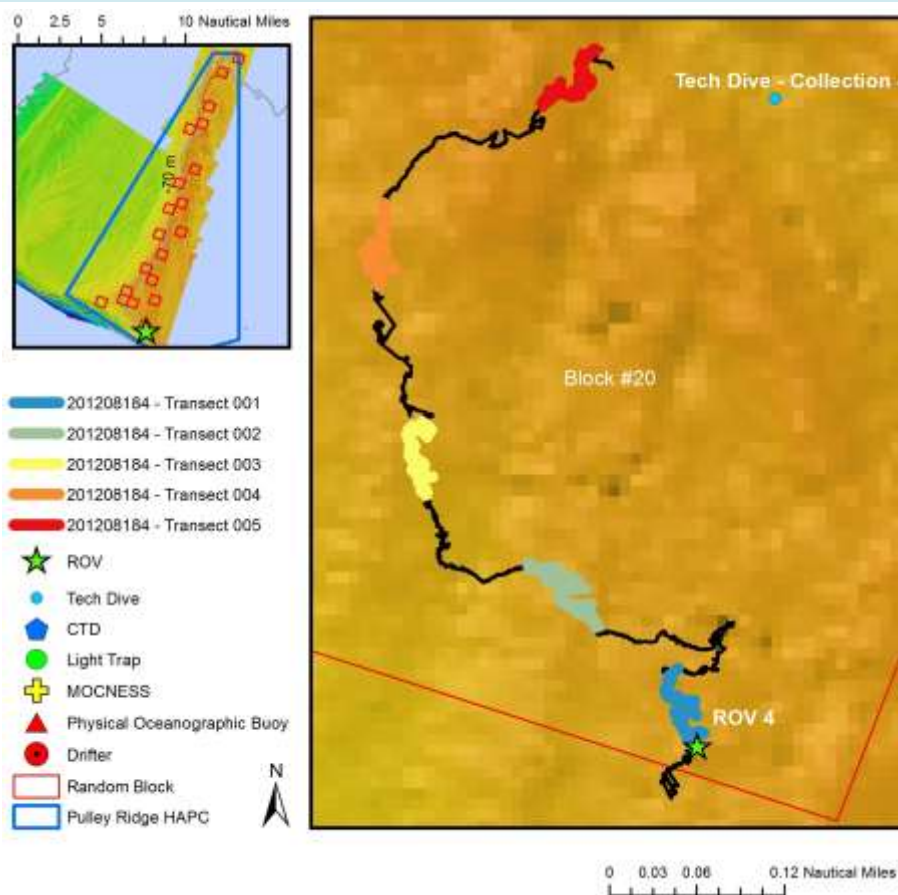 0 2.5 5 10 Nautical Miles
-70 m
201208184 - Transect 001
201208184 - Transect 002
201208184 - Transect 003
201208184 - Transect 004
201208184 - Transect 005
ROV
Tech Dive
CTD
Light Trap
MOCNESS
Physical Oceanographic Buoy
Drifter
Random Block
Pulley Ridge HAPC
N
Tech Dive - Collection
Block #20
ROV 4
0 0.03 0.06 0.12 Nautical Miles